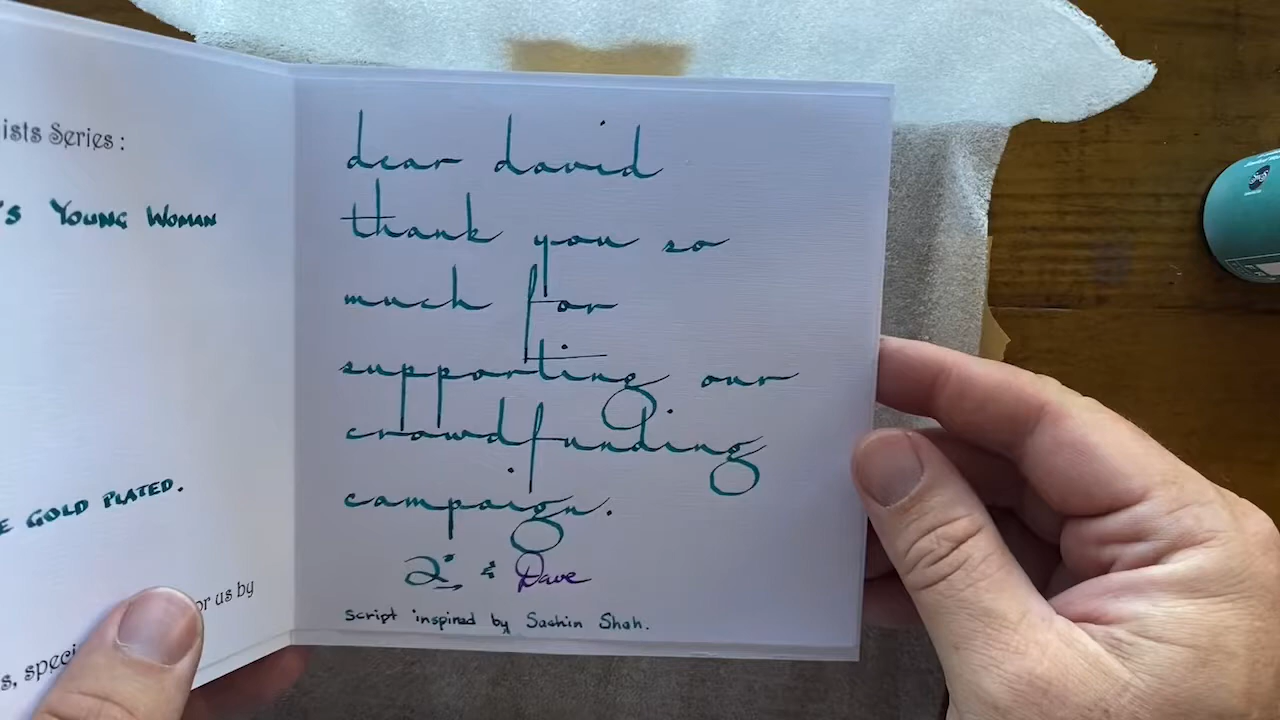 ists Series :
'S YOUNG WOMAN
E GOLD PLATED.
or us by
s, speci
dear david
thank you so
much for
supporting our
crowdfunding
campaign.
& Dave
Script inspired by Sachin Shah.